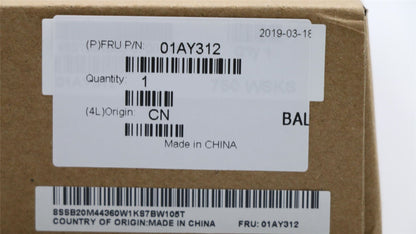 2019-03-18
(P)FRU P/N: 01AY312
Quantity: 1
(4L)Origin: CN
BAL
Made in CHINA
8SSB20M44360W1KS7BW105T
COUNTRY OF ORIGIN:MADE IN CHINA FRU: 01AY312